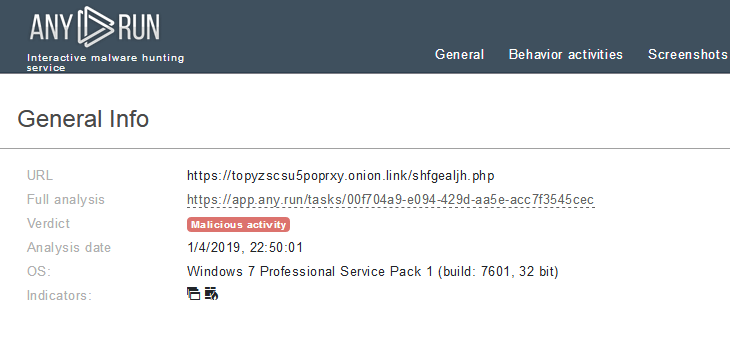 ANY RUN
Interactive malware hunting
service
General Behavior activities Screenshots
General Info
URL https://topyzscsu5poprxy.onion.link/shfgealjh.php
Full analysis https://app.any.run/tasks/00f704a9-e094-429d-aa5e-acc7f3545cec
Verdict Malicious activity
Analysis date 1/4/2019, 22:50:01
OS: Windows 7 Professional Service Pack 1 (build: 7601, 32 bit)
Indicators: